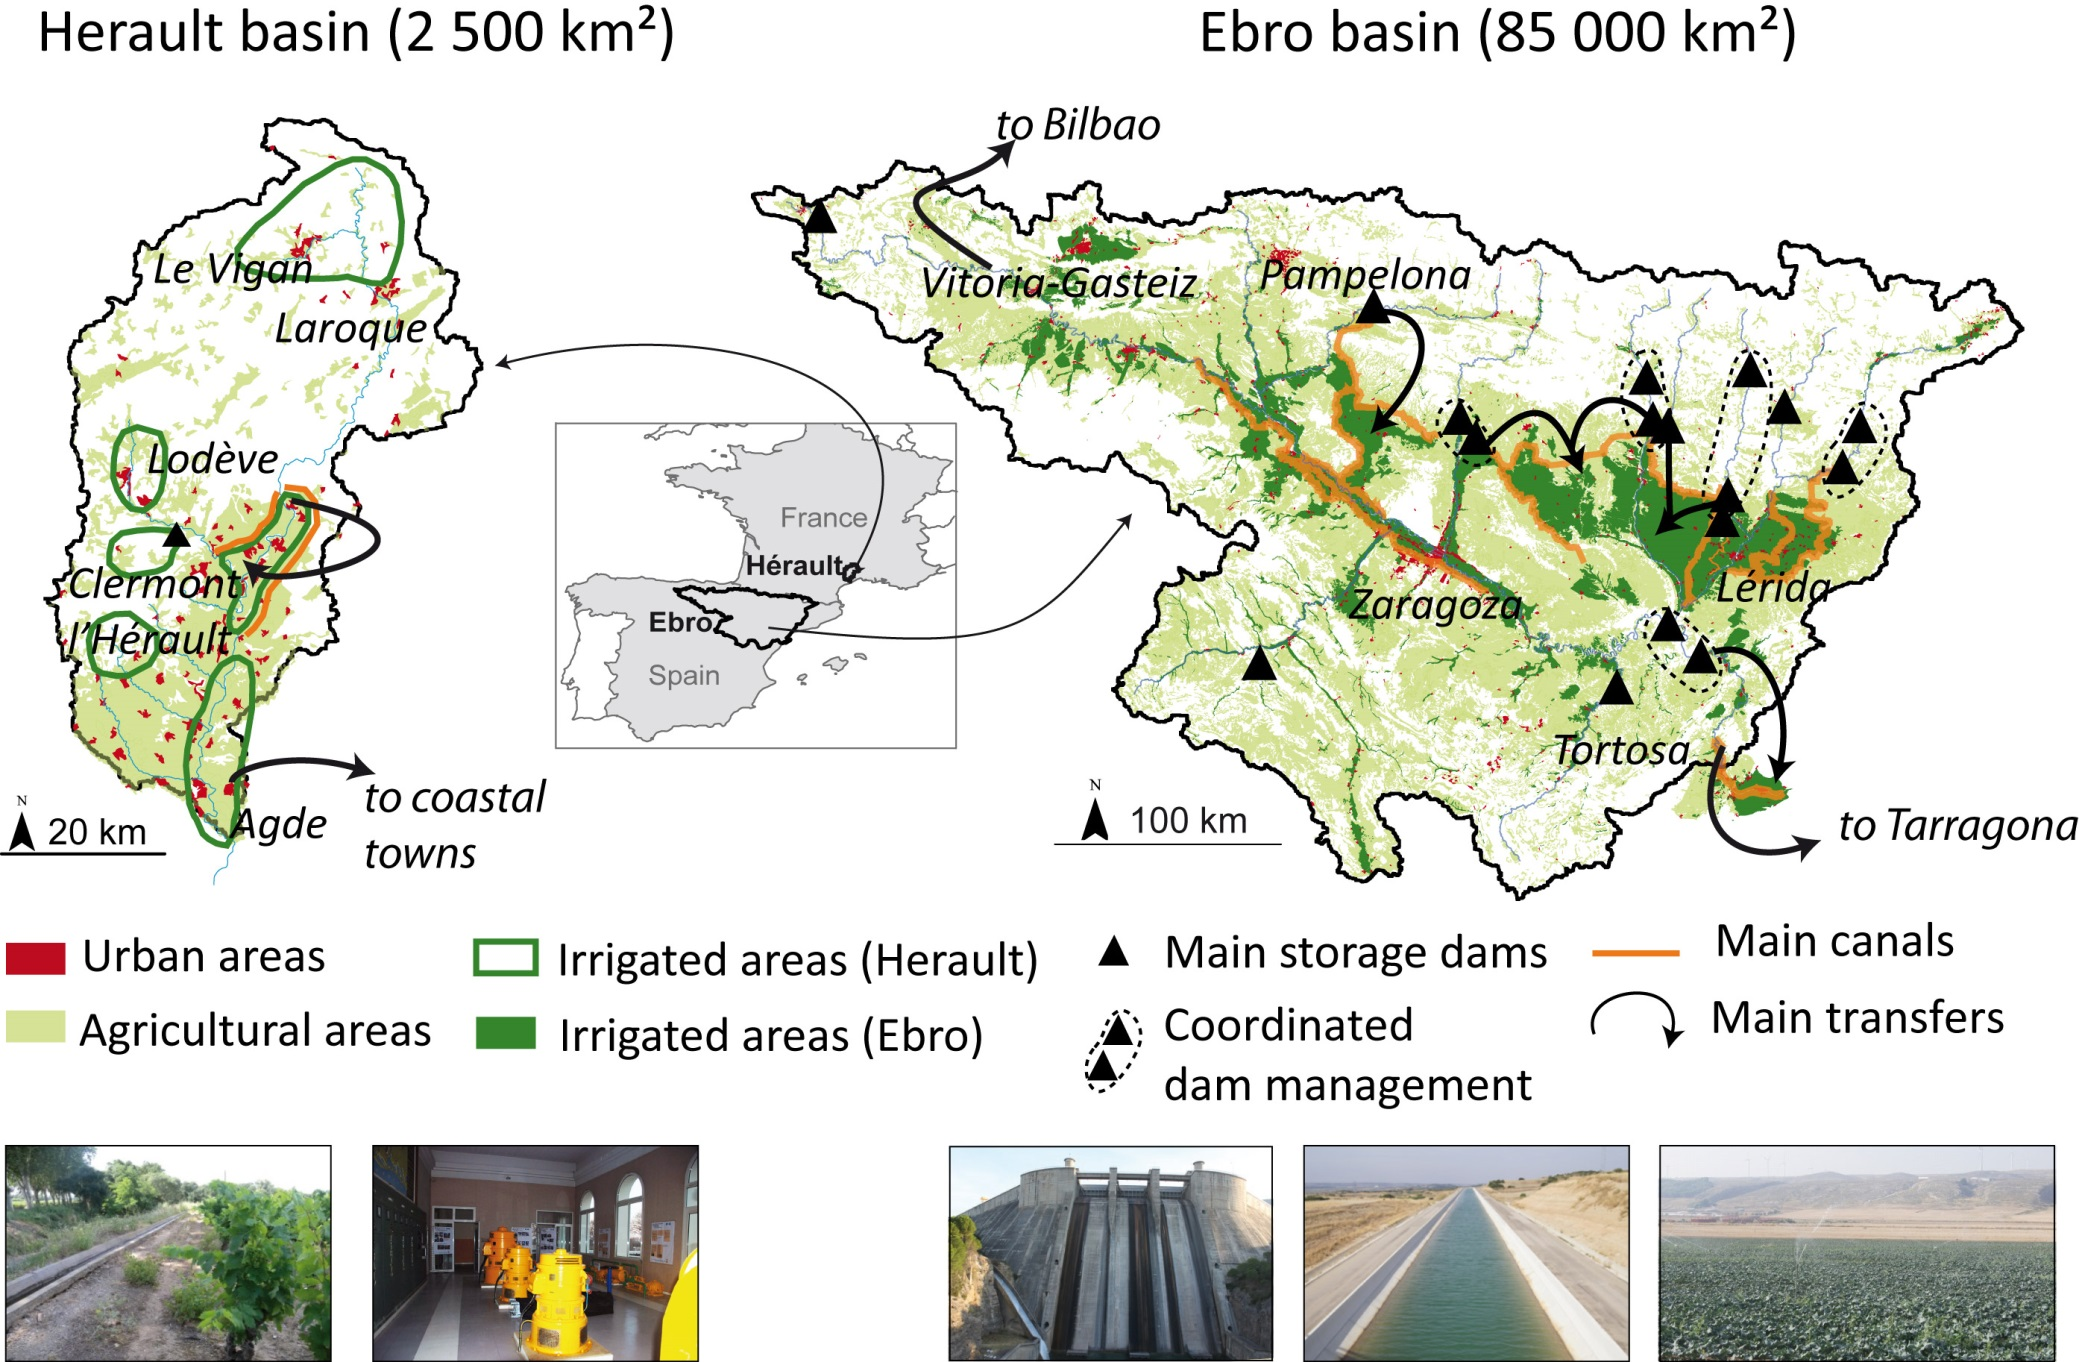 Herault basin (2 500 km²)
Ebro basin (85 000 km²)
to Bilbao
Le Vigan
Laroque
Lodève
Clermont
l'Hérault
Agde
to coastal
towns
N
20 km
France
Hérault
Ebro
Spain
Vitoria-Gasteiz
Pampelona
Zaragoza
Lérida
Tortosa
to Tarragona
N
100 km
Urban areas
Agricultural areas
Irrigated areas (Herault)
Irrigated areas (Ebro)
Main storage dams
Coordinated
dam management
Main canals
Main transfers